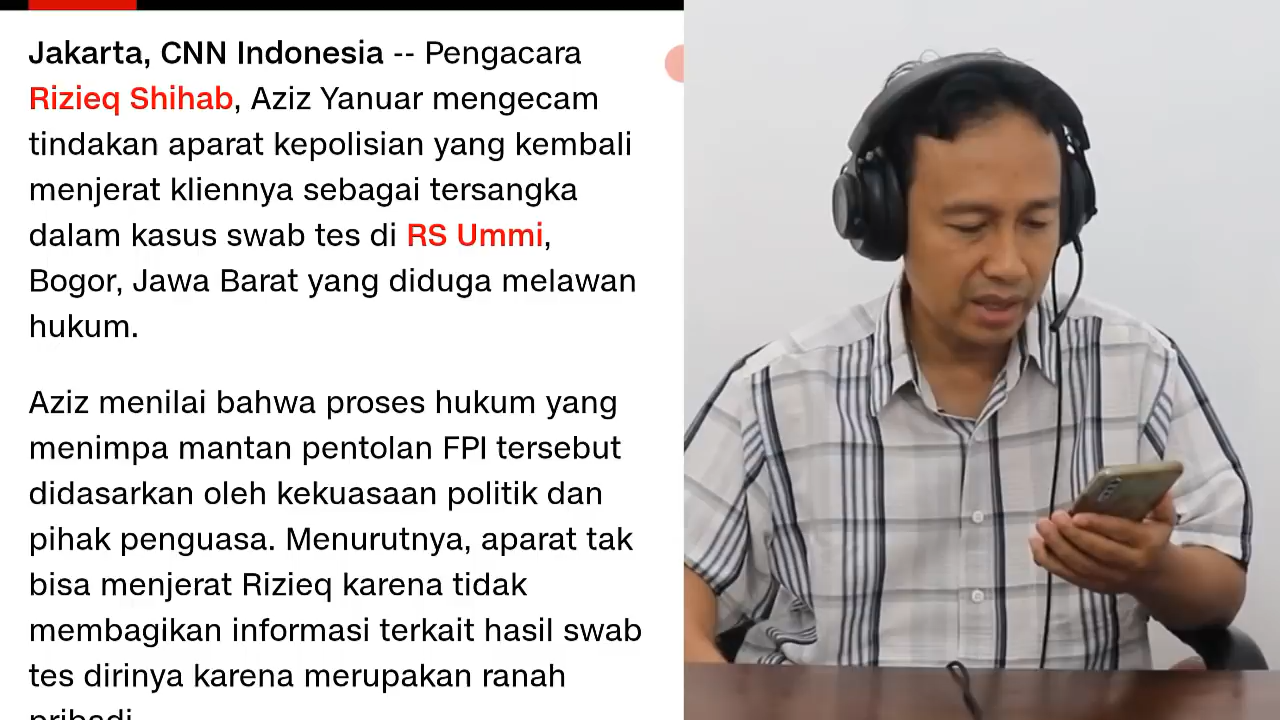 Jakarta, CNN Indonesia -- Pengacara
Rizieq Shihab, Aziz Yanuar mengecam
tindakan aparat kepolisian yang kembali
menjerat kliennya sebagai tersangka
dalam kasus swab tes di RS Ummi,
Bogor, Jawa Barat yang diduga melawan
hukum.
Aziz menilai bahwa proses hukum yang
menimpa mantan pentolan FPI tersebut
didasarkan oleh kekuasaan politik dan
pihak penguasa. Menurutnya, aparat tak
bisa menjerat Rizieq karena tidak
membagikan informasi terkait hasil swab
tes dirinya karena merupakan ranah
pribadi.